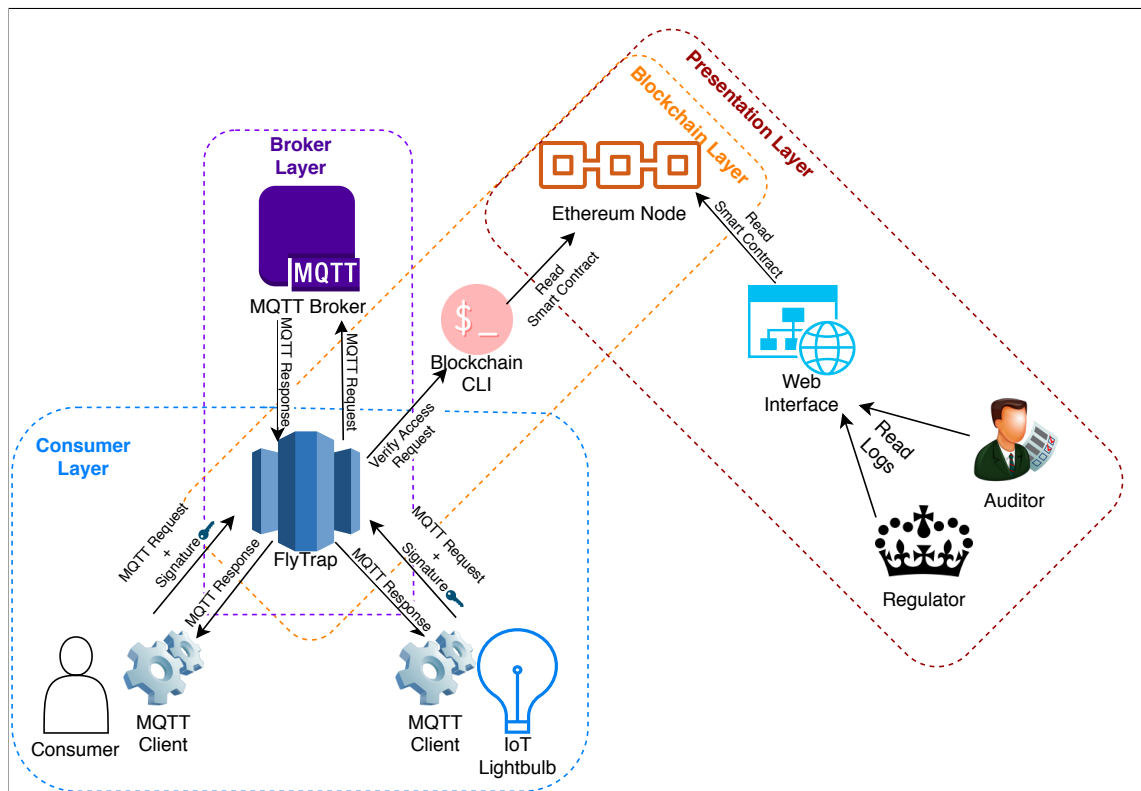 Presentation Layer
Blockchain Layer
Broker
Layer
MQTT
MQTT Broker
Ethereum Node
Read
Smart Contract
Read
Smart Contract
$_
Blockchain
CLI
MQTT Response
MQTT Request
Verify Access
Request
Web
Interface
Read
Logs
Auditor
Regulator
Consumer
Layer
FlyTrap
MQTT Request
+
Signature
MQTT Response
MQTT Response
MQTT Request
+
Signature
Consumer
MQTT
Client
MQTT
Client
IoT
Lightbulb